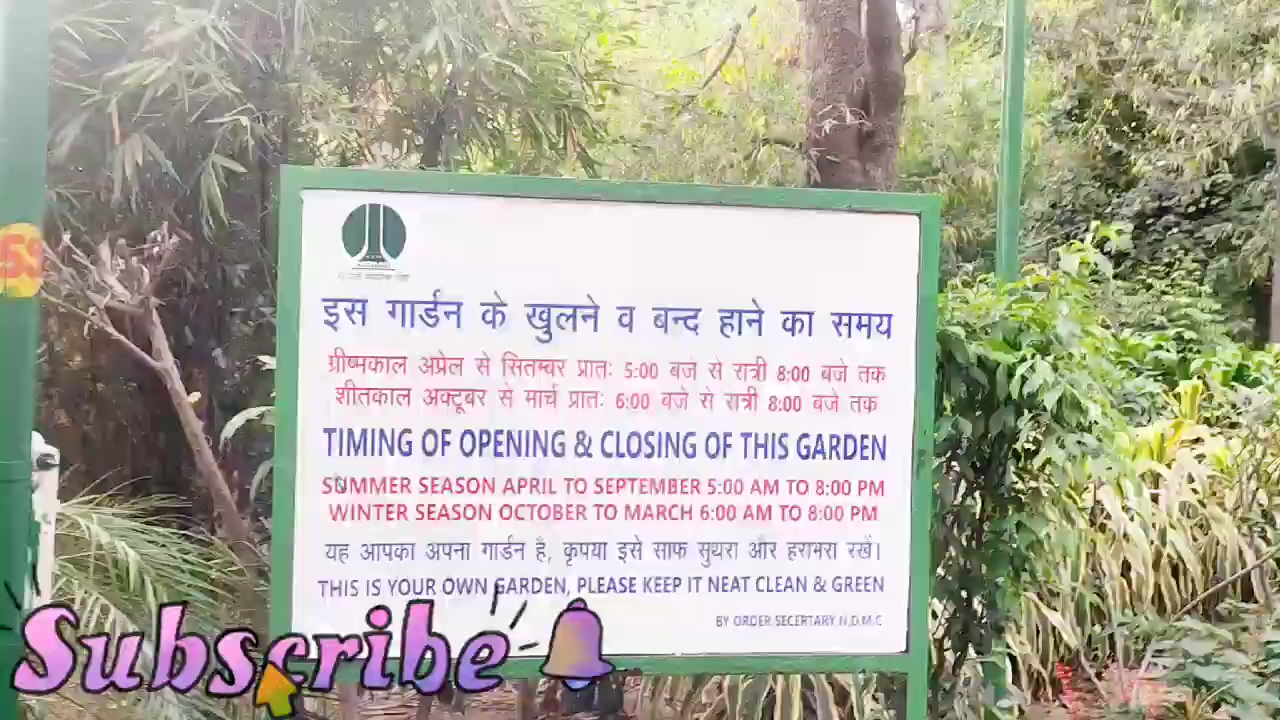 इस गार्डन के खुलने व बन्द हाने का समय
ग्रीष्मकाल अप्रेल से सितम्बर प्रातः 5:00 बजे से रात्री 8:00 बजे तक
शीतकाल अक्टूबर से मार्च प्रातः 6:00 बजे से रात्री 8:00 बजे तक
TIMING OF OPENING & CLOSING OF THIS GARDEN
SUMMER SEASON APRIL TO SEPTEMBER 5:00 AM TO 8:00 PM
WINTER SEASON OCTOBER TO MARCH 6:00 AM TO 8:00 PM
यह आपका अपना गार्डन है, कृपया इसे साफ सुथरा और हराभरा रखें।
THIS IS YOUR OWN GARDEN, PLEASE KEEP IT NEAT CLEAN & GREEN
BY ORDER SECERTARY N.D.M.C
59
Subscribe